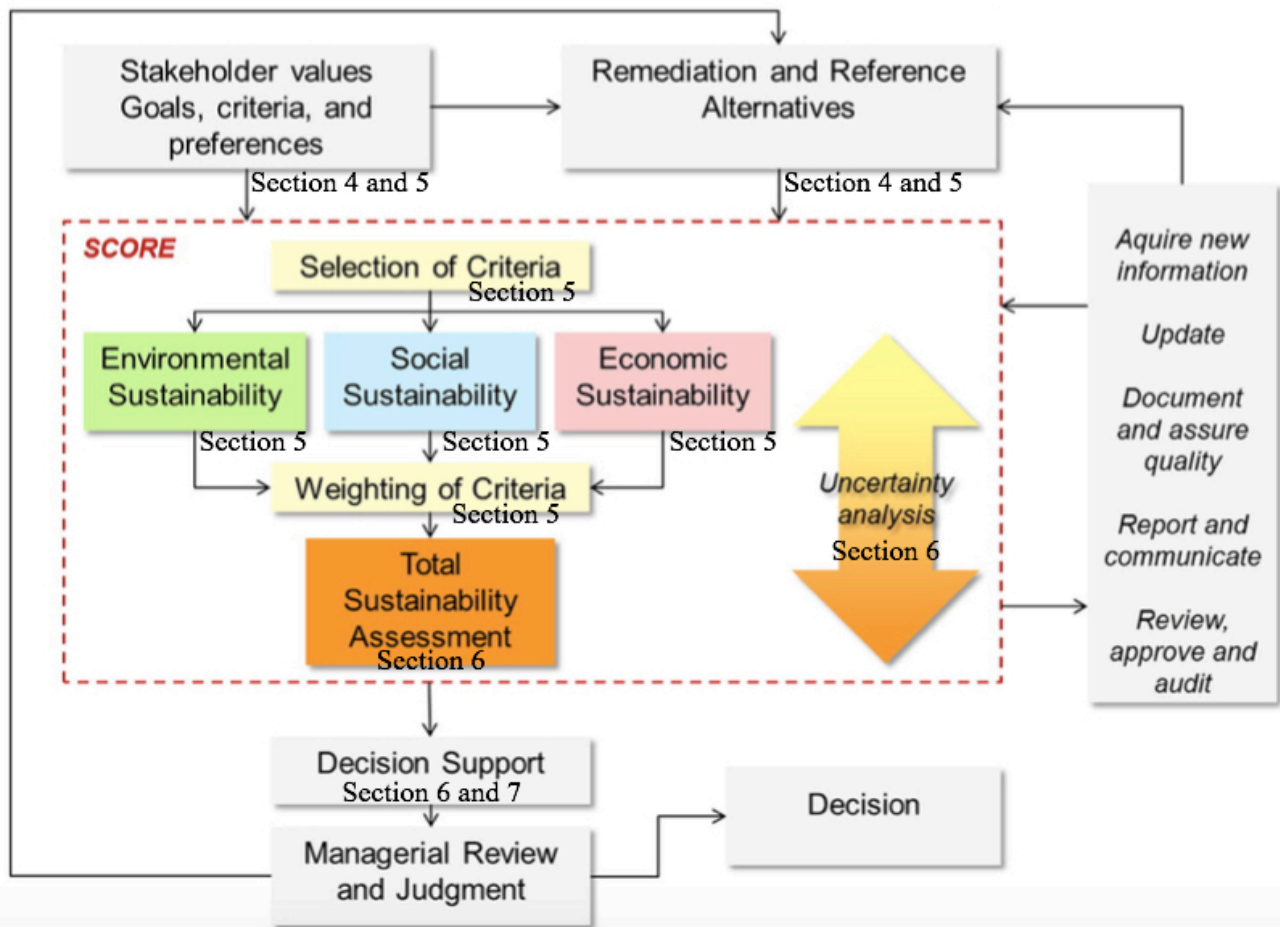 Stakeholder values
Goals, criteria, and
preferences
Section 4 and 5
Remediation and Reference
Alternatives
Section 4 and 5
SCORE
Selection of Criteria
Section 5
Environmental
Sustainability
Section 5
Social
Sustainability
Section 5
Economic
Sustainability
Section 5
Weighting of Criteria
Section 5
Total
Sustainability
Assessment
Section 6
Uncertainty
analysis
Section 6
Aquire new
information
Update
Document
and assure
quality
Report and
communicate
Review,
approve and
audit
Decision Support
Section 6 and 7
Managerial Review
and Judgment
Decision